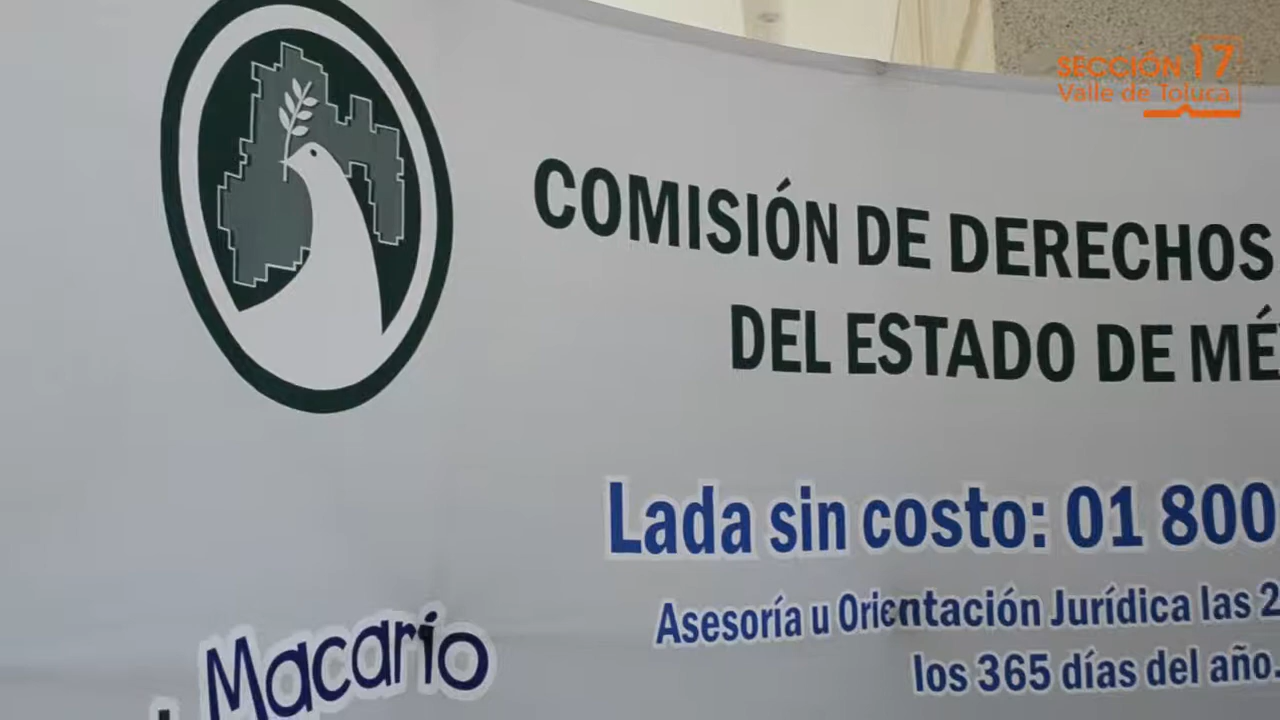 SECCIÓN 17
Valle de Toluca
COMISIÓN DE DERECHOS
DEL ESTADO DE MÉ
Lada sin costo: 01 800
Asesoría u Orientación Jurídica las 2
los 365 días del año.
Macario